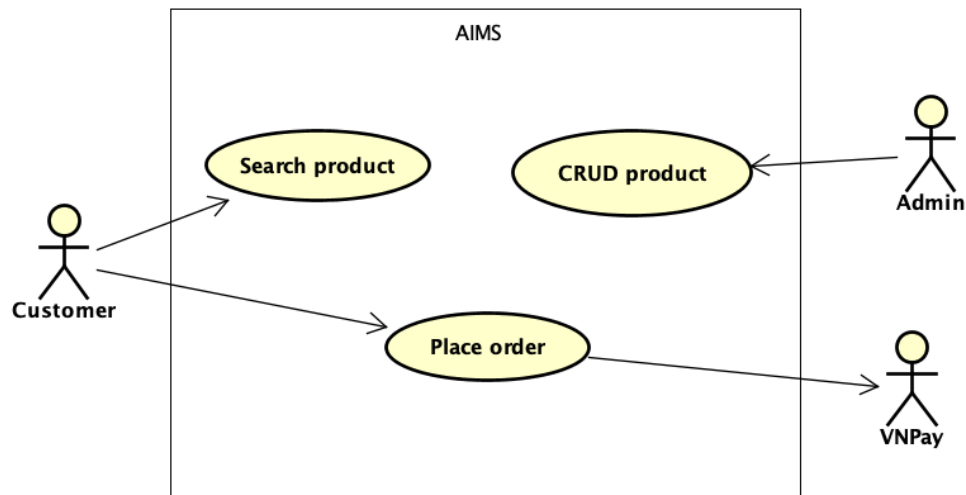 AIMS
Search product
CRUD product
Admin
Customer
Place order
VNPay